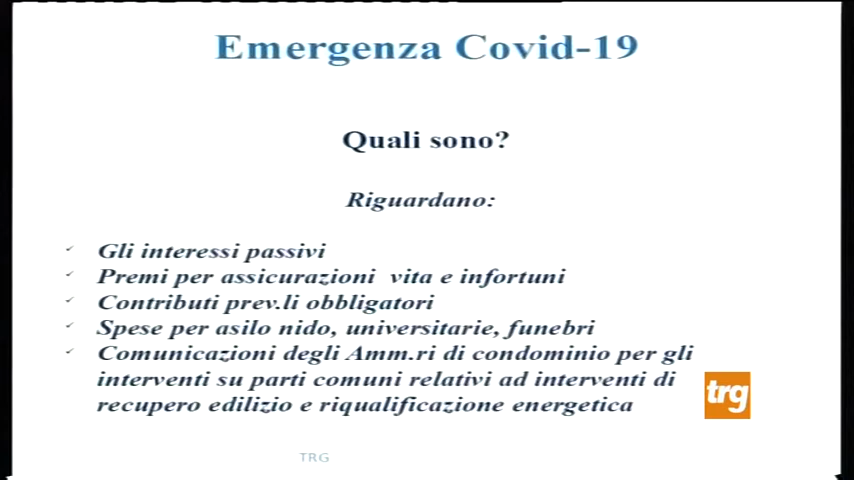 Emergenza Covid-19
Quali sono?
Riguardano:
Gli interessi passivi
Premi per assicurazioni vita e infortuni
Contributi prev.li obbligatori
Spese per asilo nido, universitarie, funebri
Comunicazioni degli Amm.ri di condominio per gli
interventi su parti comuni relativi ad interventi di
recupero edilizio e riqualificazione energetica
trg
TRG